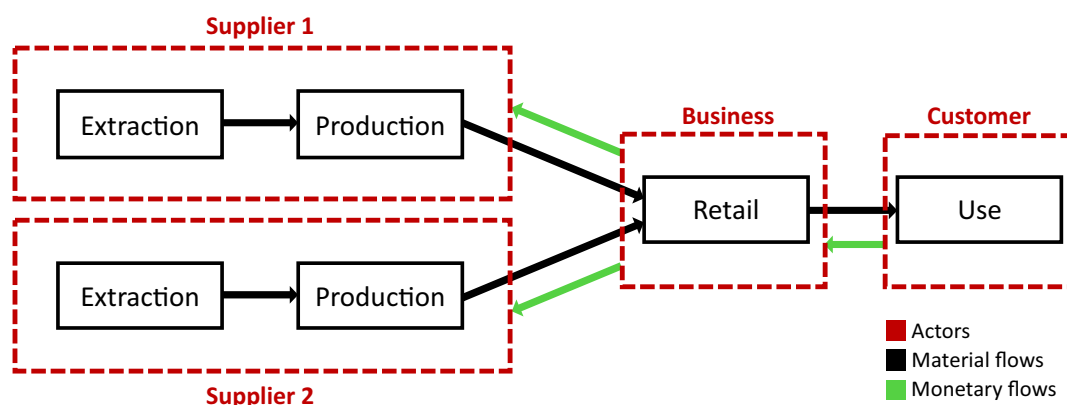 Supplier 1
Extraction
Production
Business
Customer
Retail
Use
Extraction
Production
Supplier 2
Actors
Material flows
Monetary flows